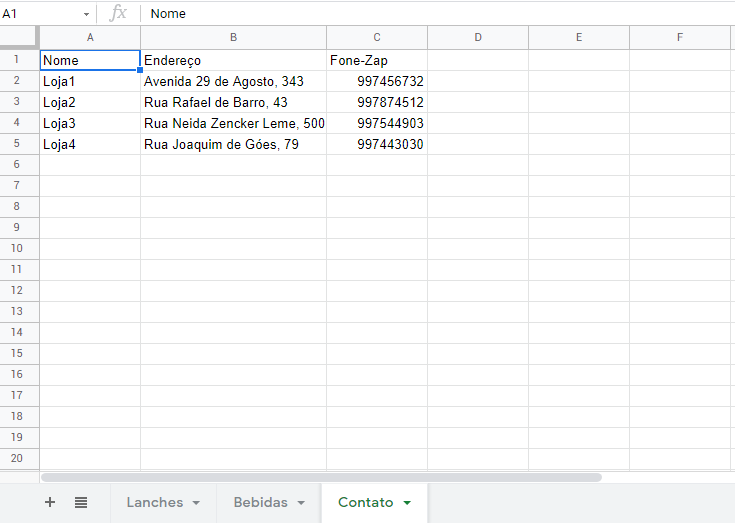 A1 fx Nome
A B C D E F
1 Nome Endereço Fone-Zap
2 Loja1 Avenida 29 de Agosto, 343 997456732
3 Loja2 Rua Rafael de Barro, 43 997874512
4 Loja3 Rua Neida Zencker Leme, 500 997544903
5 Loja4 Rua Joaquim de Góes, 79 997443030
6
7
8
9
10
11
12
13
14
15
16
17
18
19
20
+ Lanches Bebidas Contato